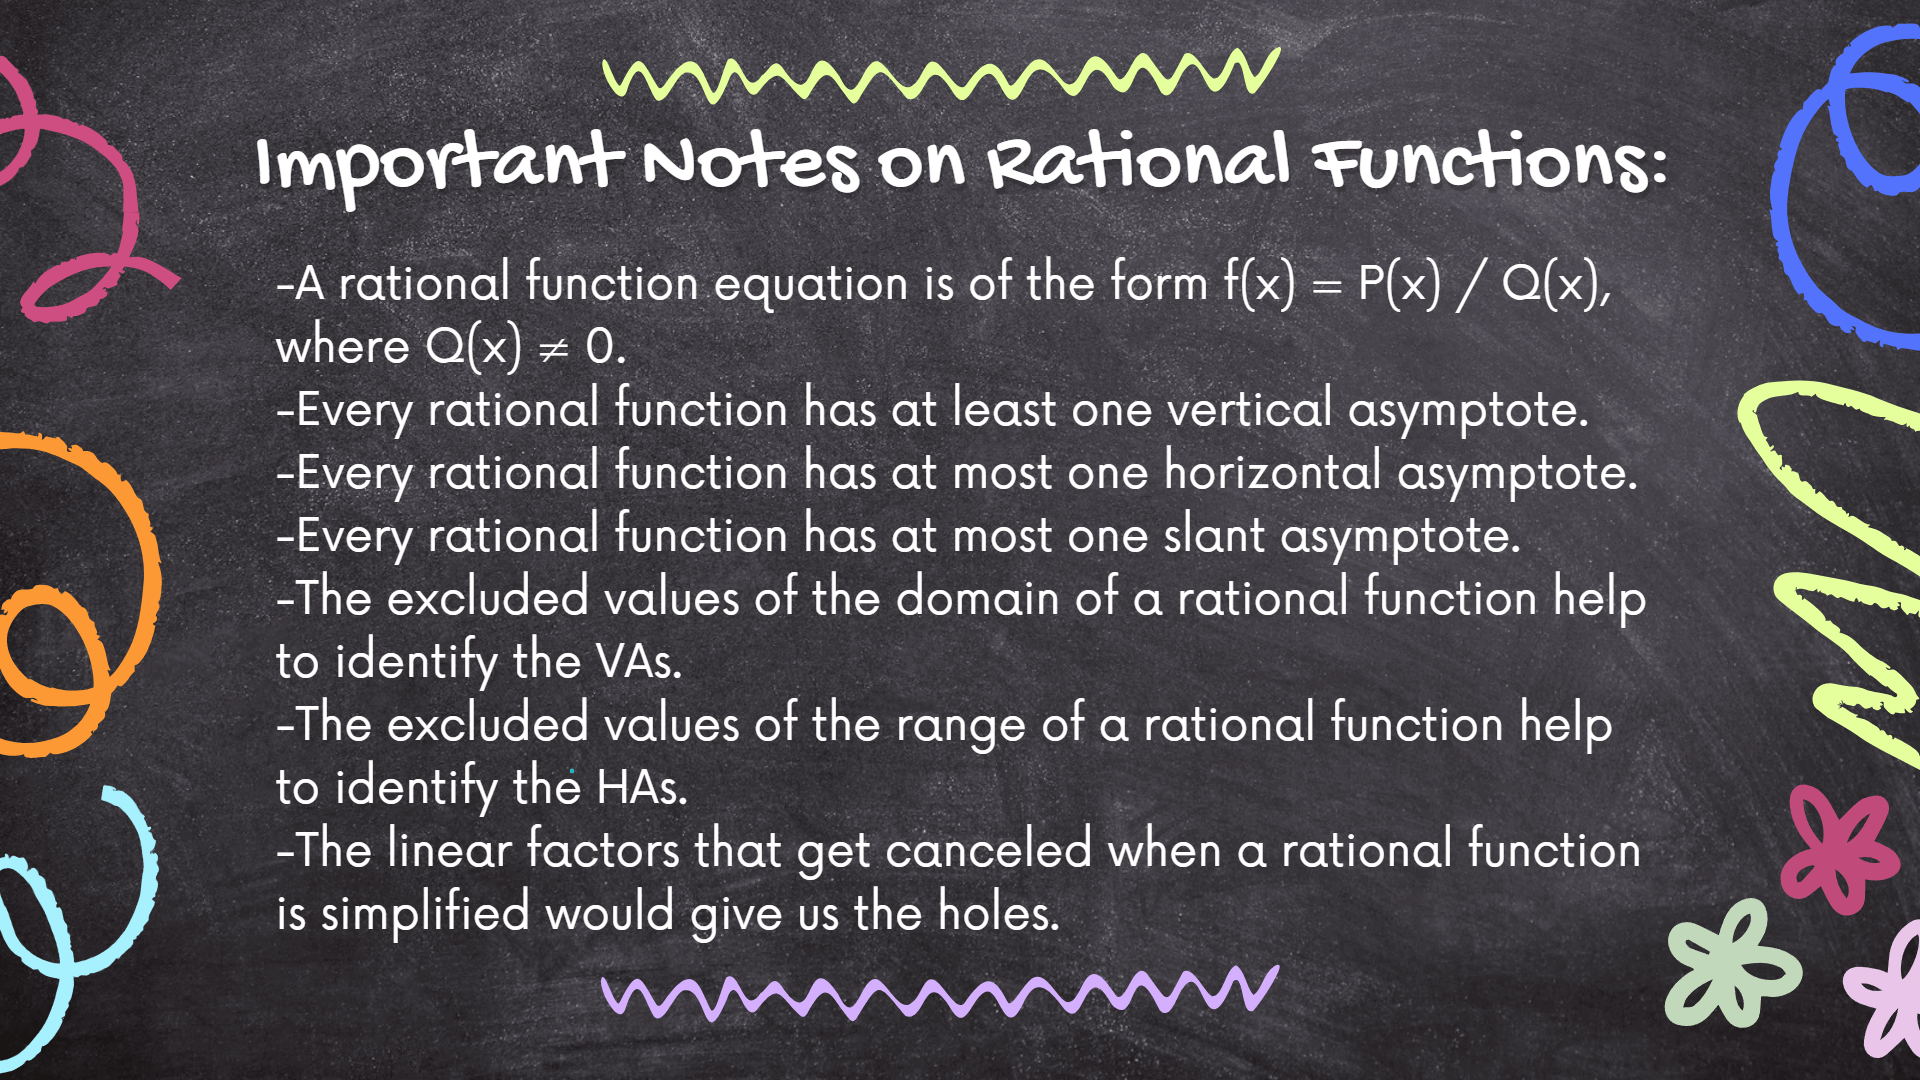 Important Notes on Rational Functions:
-A rational function equation is of the form f(x) = P(x) / Q(x),
where Q(x) ≠ 0.
-Every rational function has at least one vertical asymptote.
-Every rational function has at most one horizontal asymptote.
-Every rational function has at most one slant asymptote.
-The excluded values of the domain of a rational function help
to identify the VAs.
-The excluded values of the range of a rational function help
to identify the HAs.
-The linear factors that get canceled when a rational function
is simplified would give us the holes.